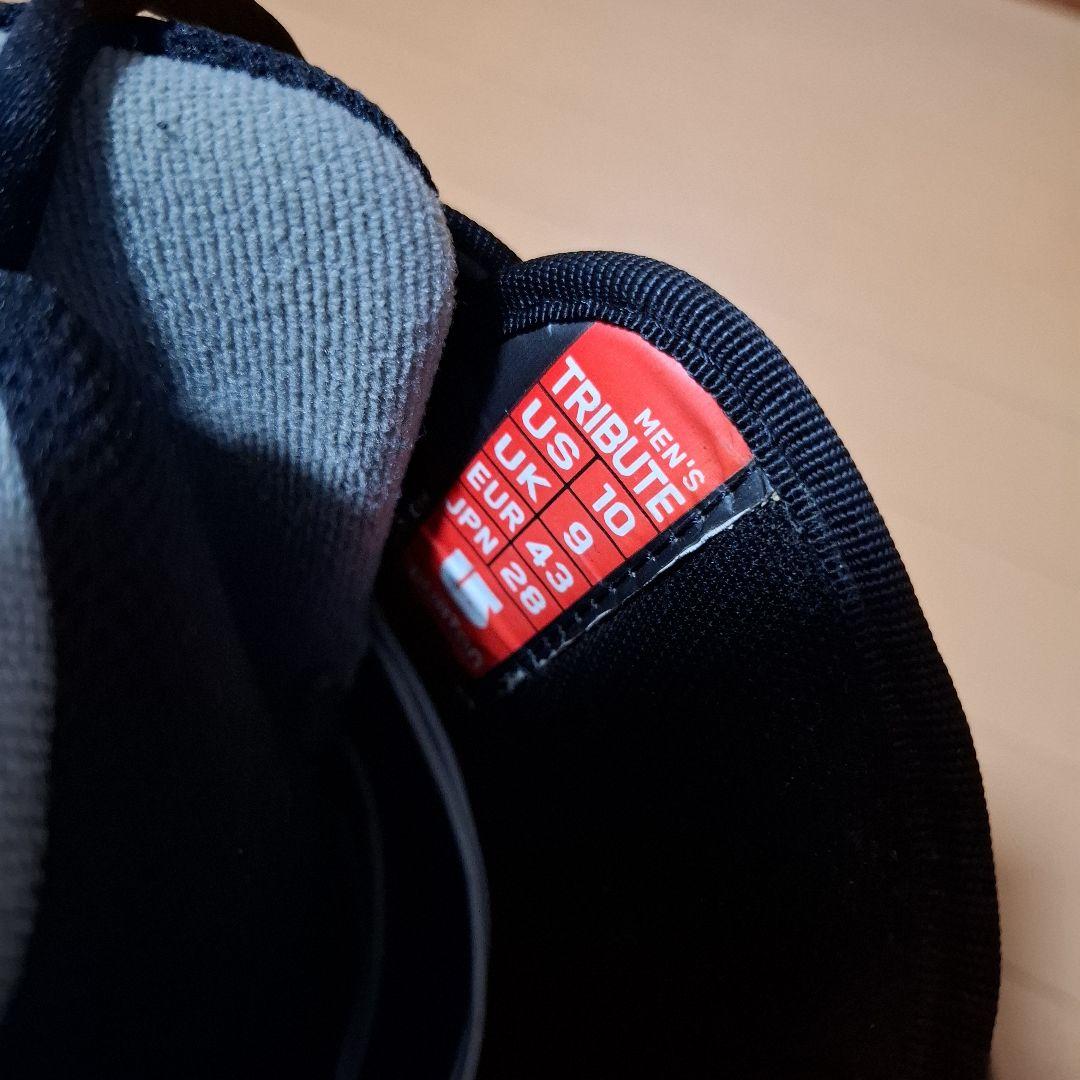 MEN'S
TRIBUTE
US 10
UK 9
EUR 43
JPN 28